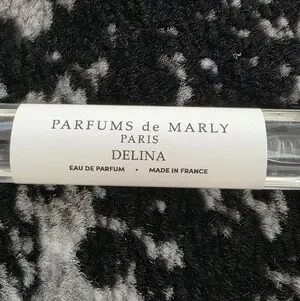 PARFUMS de MARLY
PARIS
DELINA
EAU DE PARFUM • MADE IN FRANCE